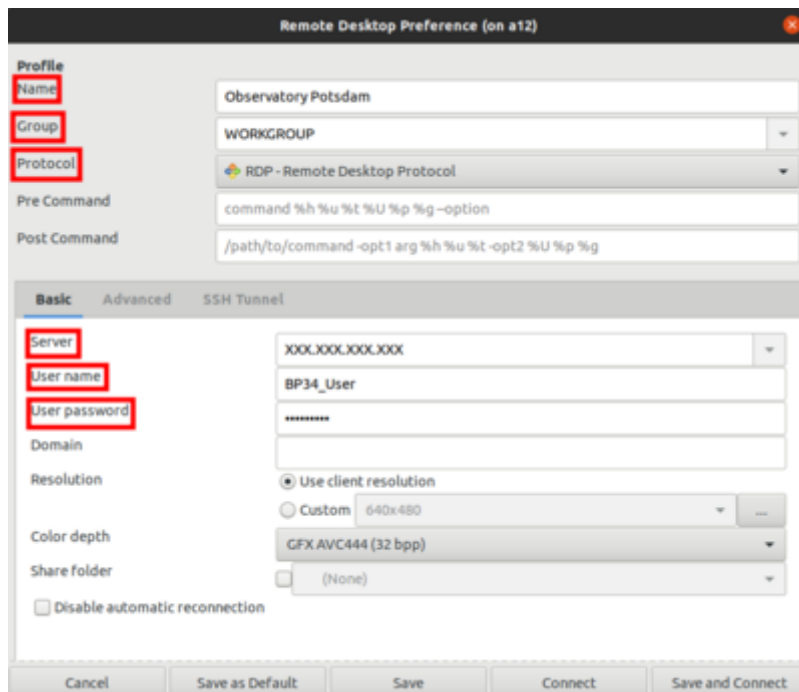 Remote Desktop Preference (on a12)
Profile
Name
Observatory Potsdam
Group
WORKGROUP
Protocol
RDP - Remote Desktop Protocol
Pre Command
command %h %u %t %U %p %g --option
Post Command
/path/to/command -opt1 arg %h %u %t -opt2 %U %p %g
Basic Advanced SSH Tunnel
Server
XXX.XXX.XXX.XXX
User name
BP34_User
User password
•••••••••
Domain
Resolution
Use client resolution
Custom 640x480 ...
Color depth
GFX AVC444 (32 bpp)
Share folder
(None)
Disable automatic reconnection
Cancel Save as Default Save Connect Save and Connect